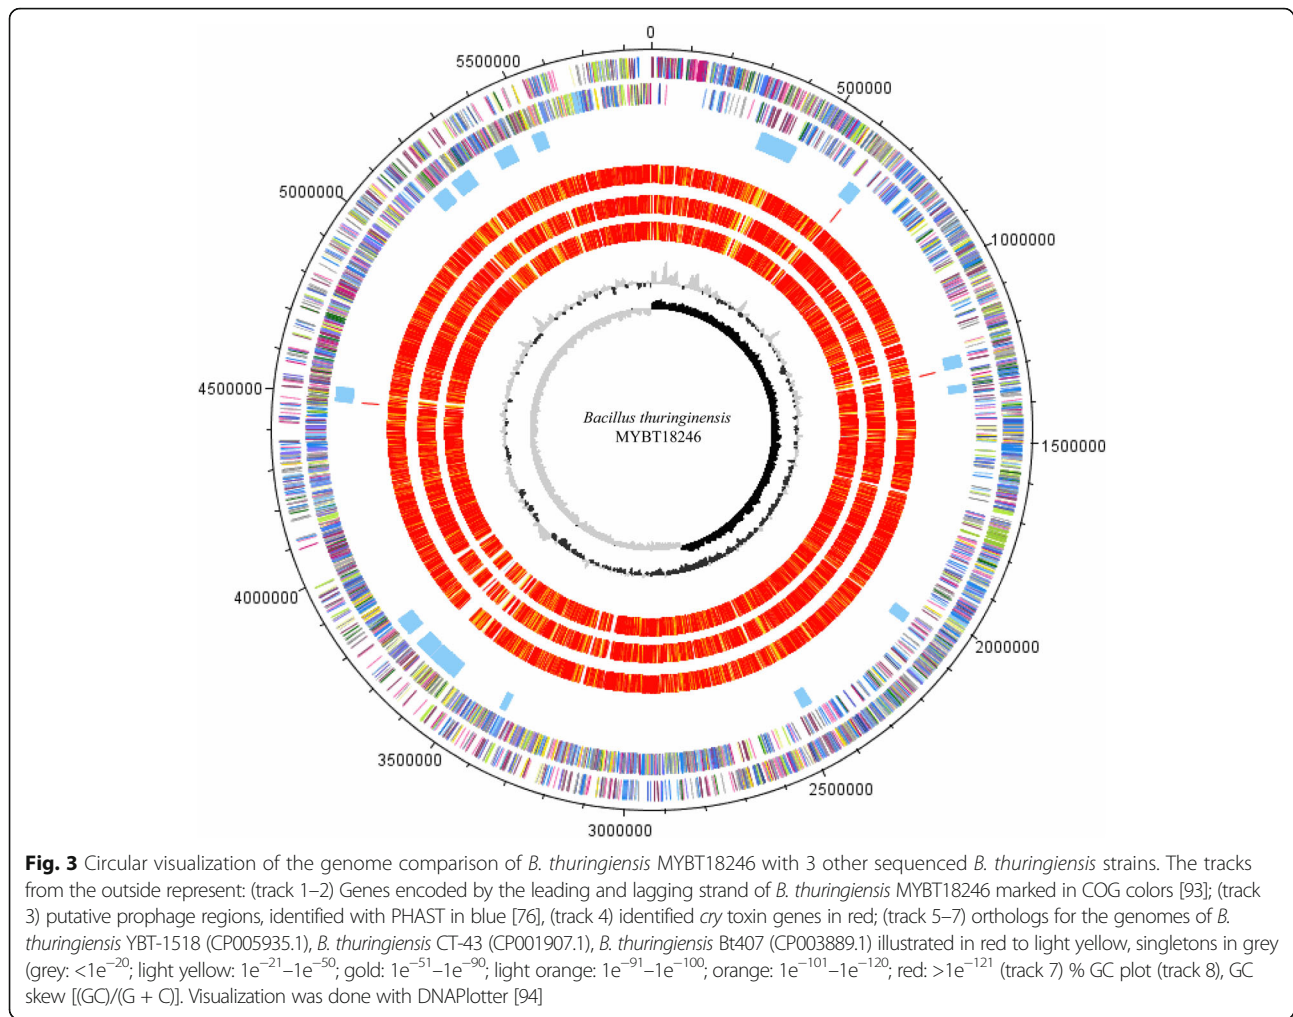 0
500000
1000000
1500000
2000000
2500000
3000000
3500000
4000000
4500000
5000000
5500000
Bacillus thuringinensis
MYBT18246
Fig. 3 Circular visualization of the genome comparison of B. thuringiensis MYBT18246 with 3 other sequenced B. thuringiensis strains. The tracks
from the outside represent: (track 1–2) Genes encoded by the leading and lagging strand of B. thuringiensis MYBT18246 marked in COG colors [93]; (track
3) putative prophage regions, identified with PHAST in blue [76], (track 4) identified cry toxin genes in red; (track 5–7) orthologs for the genomes of B.
thuringiensis YBT-1518 (CP005935.1), B. thuringiensis CT-43 (CP001907.1), B. thuringiensis Bt407 (CP003889.1) illustrated in red to light yellow, singletons in grey
(grey: <1e⁻²⁰; light yellow: 1e⁻²¹–1e⁻⁵⁰; gold: 1e⁻⁵¹–1e⁻⁹⁰; light orange: 1e⁻⁹¹–1e⁻¹⁰⁰; orange: 1e⁻¹⁰¹–1e⁻¹²⁰; red: >1e⁻¹²¹ (track 7) % GC plot (track 8), GC
skew [(GC)/(G + C)]. Visualization was done with DNAPlotter [94]